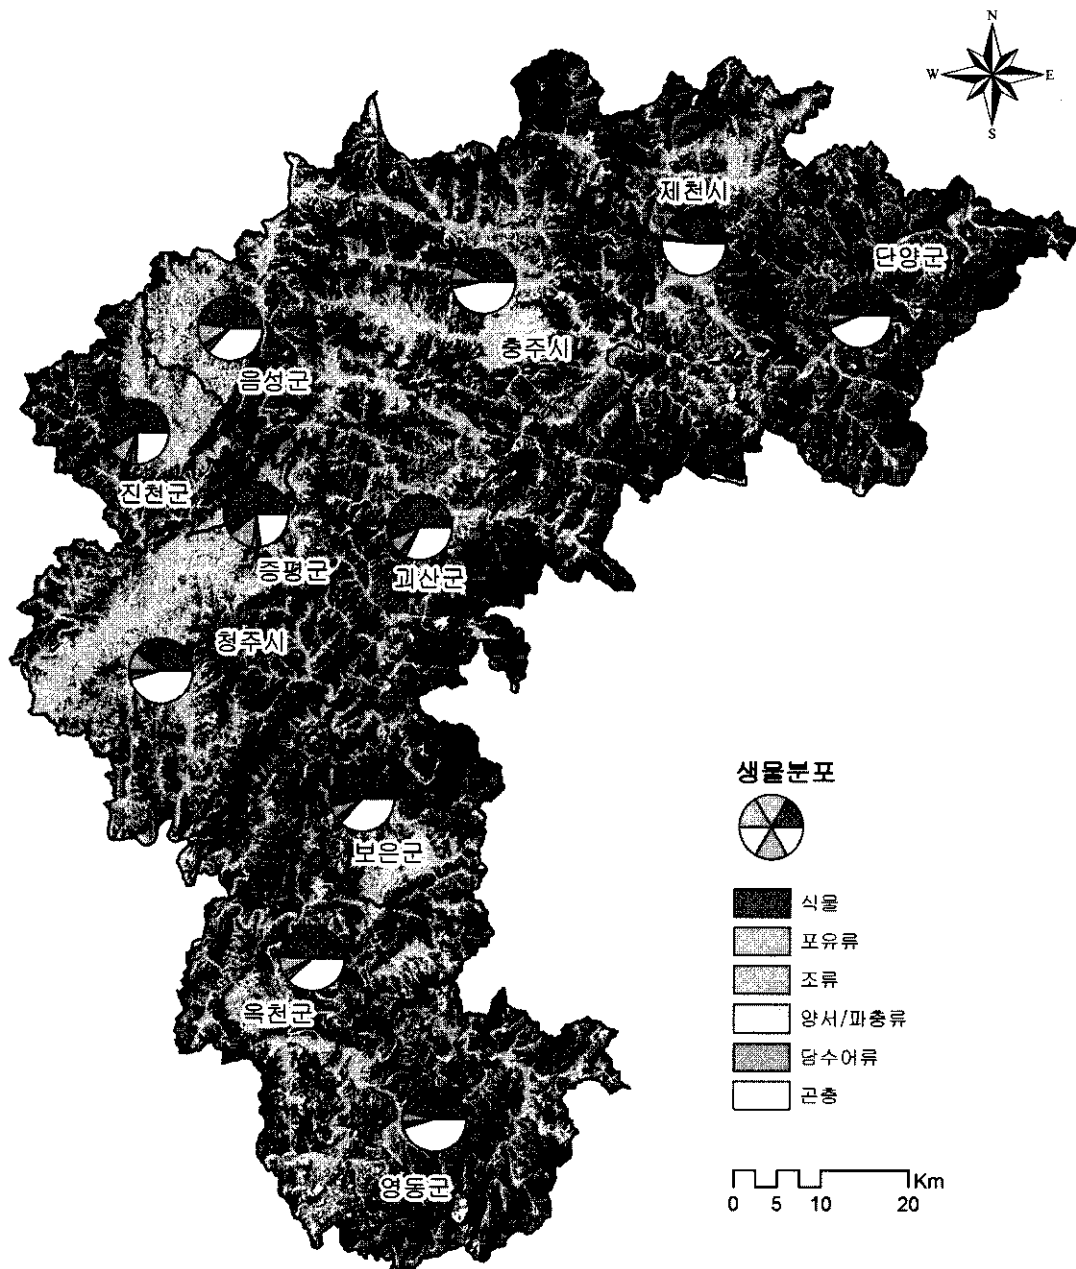 N
W E
S
제천시
단양군
충주시
음성군
진천군
증평군
괴산군
청주시
보은군
옥천군
영동군
생물분포
식물
포유류
조류
양서/파충류
담수어류
곤충
Km
0 5 10 20